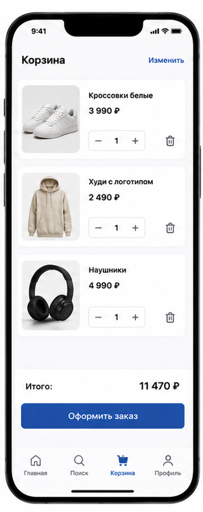 9:41
Корзина
Изменить
Кроссовки белые
3 990 ₽
− 1 +
Худи с логотипом
2 490 ₽
− 1 +
Наушники
4 990 ₽
− 1 +
Итого: 11 470 ₽
Оформить заказ
Главная Поиск Корзина Профиль